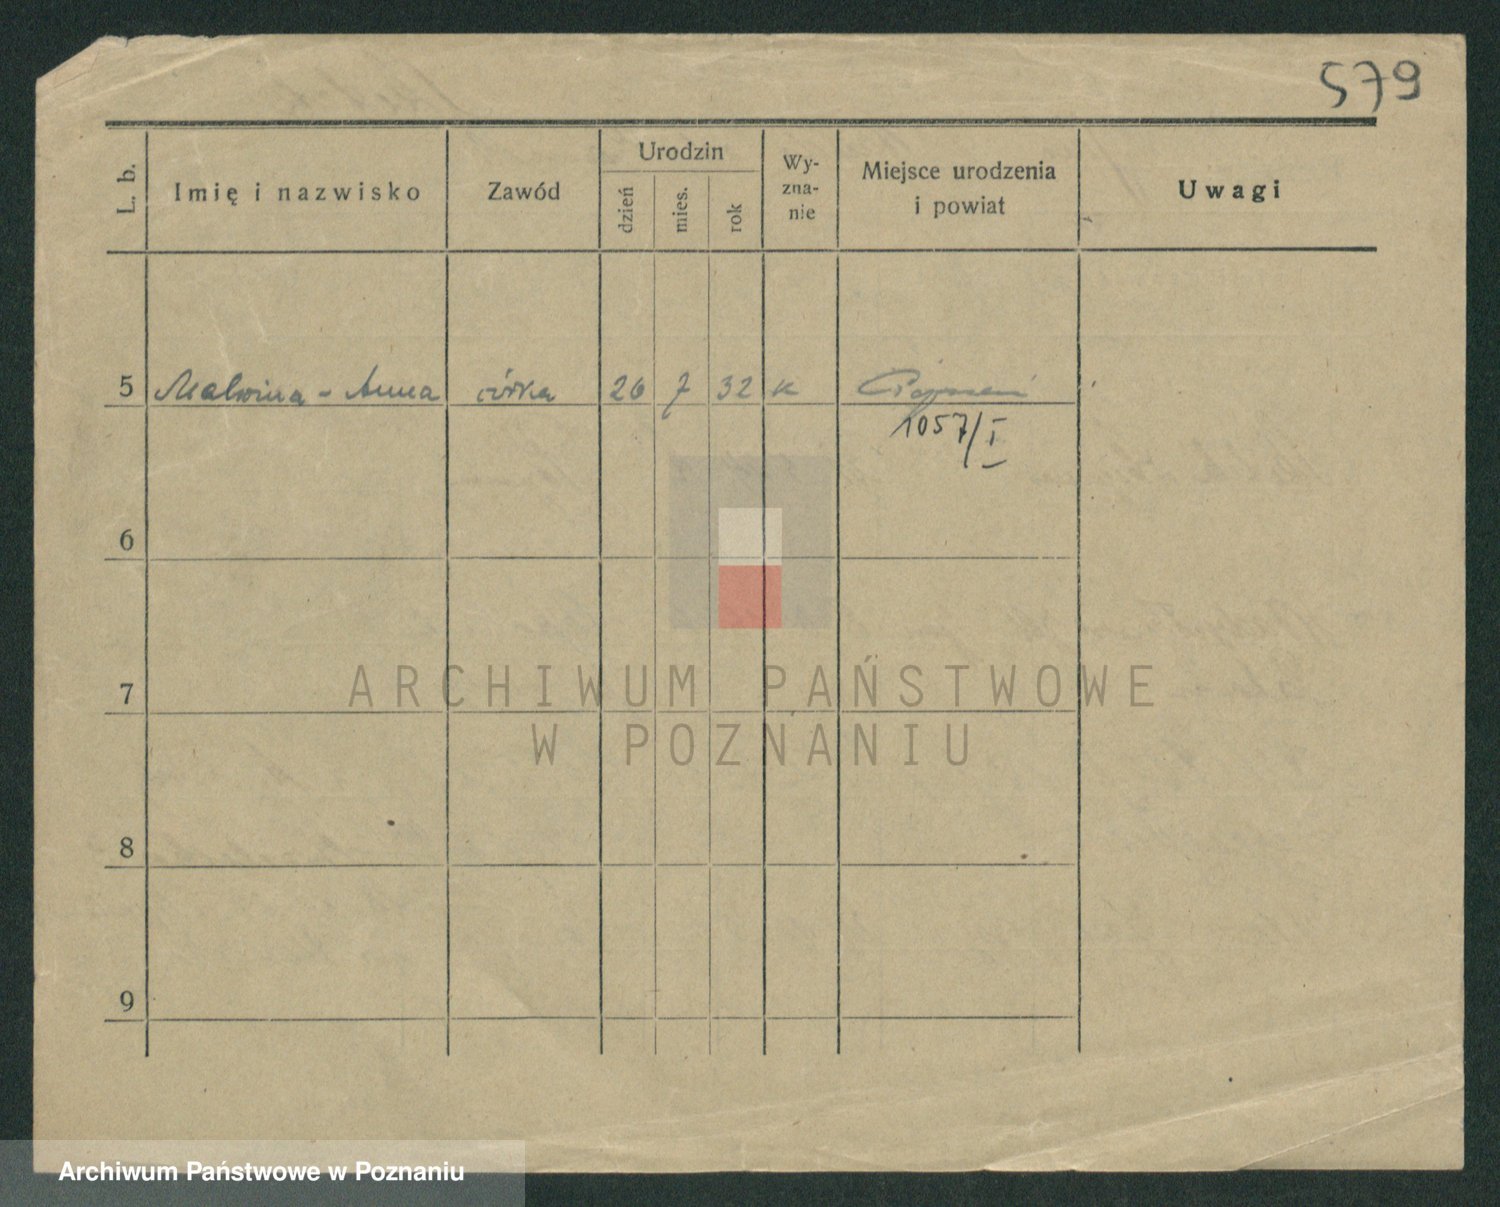 579
L. b.
Imię i nazwisko
Zawód
Urodzin
dzień
mies.
rok
Wy-
zna-
nie
Miejsce urodzenia
i powiat
Uwagi
5 Malwina - Anna córka 26 7 32 k
1057/I
6
7
8
9
ARCHIWUM PAŃSTWOWE
W POZNANIU
Archiwum Państwowe w Poznaniu